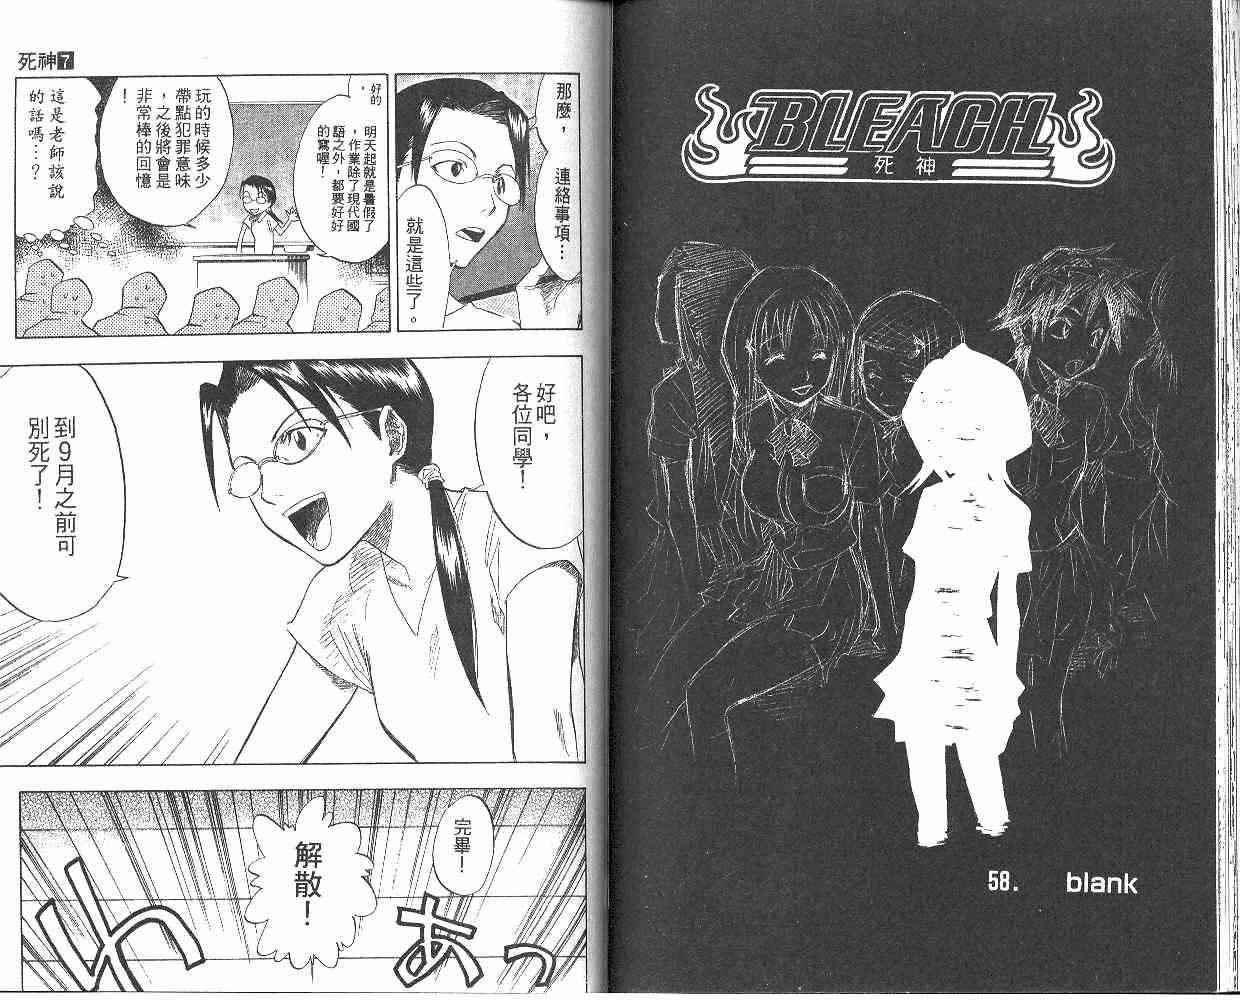 BLEACH
死神
58. blank
死神7
那麼，
連絡事項…
就是這些了。
好的，
明天起就是暑假了
，作業除了現代國
語之外，都要好好
的寫喔！
玩的時候多少
帶點犯罪意味
，之後將會是
非常棒的回憶
！
這是老師該說
的話嗎…？
好吧，
各位同學！
到9月之前可
別死了！
完畢！
解散！
わあっ